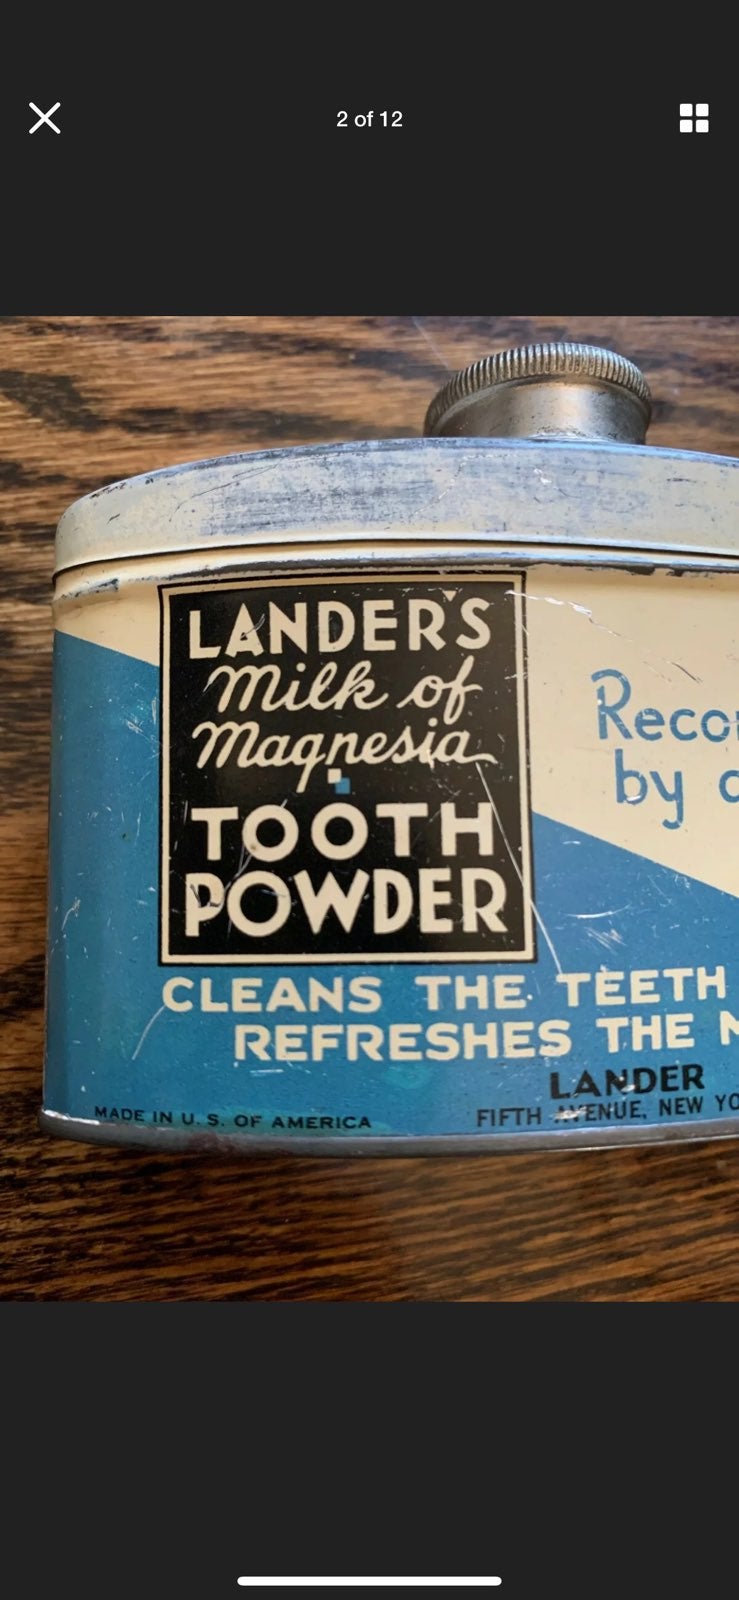 2 of 12
LANDER'S
Milk of
Magnesia
TOOTH
POWDER
by
CLEANS THE TEETH
REFRESHES THE
LANDER
FIFTH AVENUE, NEW
MADE IN U. S. OF AMERICA